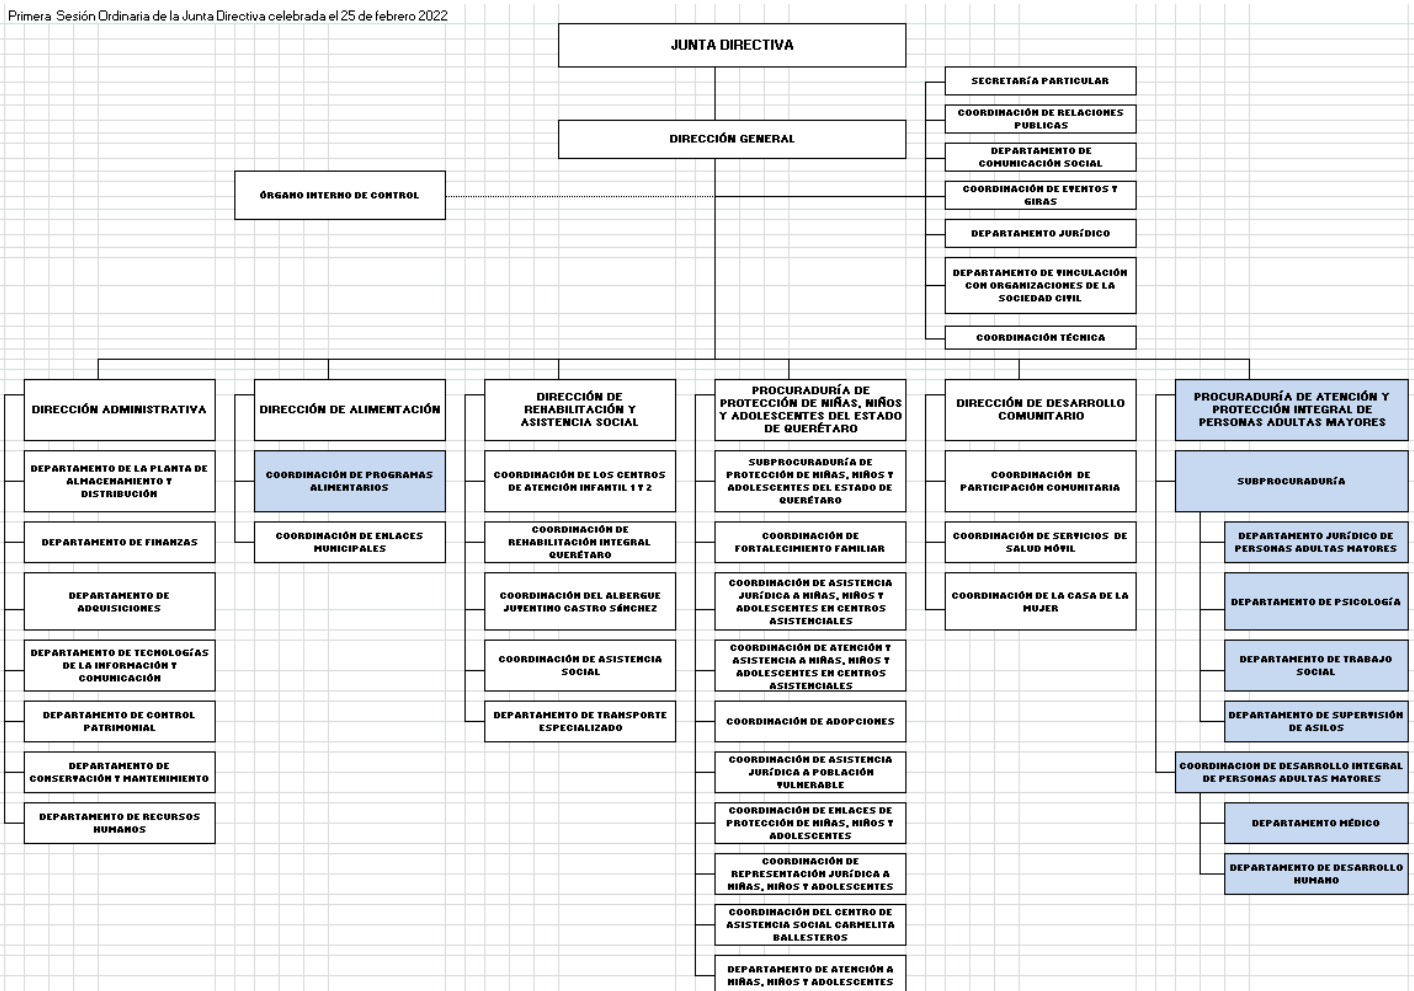 Primera Sesión Ordinaria de la Junta Directiva celebrada el 25 de febrero 2022
JUNTA DIRECTIVA
DIRECCIÓN GENERAL
SECRETARÍA PARTICULAR
COORDINACIÓN DE RELACIONES
PUBLICAS
DEPARTAMENTO DE
COMUNICACIÓN SOCIAL
ÓRGANO INTERNO DE CONTROL
COORDINACIÓN DE EVENTOS Y
GIRAS
DEPARTAMENTO JURÍDICO
DEPARTAMENTO DE VINCULACIÓN
CON ORGANIZACIONES DE LA
SOCIEDAD CIVIL
COORDINACIÓN TÉCNICA
DIRECCIÓN ADMINISTRATIVA
DEPARTAMENTO DE LA PLANTA DE
ALMACENAMIENTO Y
DISTRIBUCIÓN
DEPARTAMENTO DE FINANZAS
DEPARTAMENTO DE
ADQUISICIONES
DEPARTAMENTO DE TECNOLOGÍAS
DE LA INFORMACIÓN Y
COMUNICACIÓN
DEPARTAMENTO DE CONTROL
PATRIMONIAL
DEPARTAMENTO DE
CONSERVACIÓN Y MANTENIMIENTO
DEPARTAMENTO DE RECURSOS
HUMANOS
DIRECCIÓN DE ALIMENTACIÓN
COORDINACIÓN DE PROGRAMAS
ALIMENTARIOS
COORDINACIÓN DE ENLACES
MUNICIPALES
DIRECCIÓN DE
REHABILITACIÓN Y
ASISTENCIA SOCIAL
COORDINACIÓN DE LOS CENTROS
DE ATENCIÓN INFANTIL 1 Y 2
COORDINACIÓN DE
REHABILITACIÓN INTEGRAL
QUERÉTARO
COORDINACIÓN DEL ALBERGUE
JUVENTINO CASTRO SÁNCHEZ
COORDINACIÓN DE ASISTENCIA
SOCIAL
DEPARTAMENTO DE TRANSPORTE
ESPECIALIZADO
PROCURADURÍA DE
PROTECCIÓN DE NIÑAS, NIÑOS
Y ADOLESCENTES DEL ESTADO
DE QUERÉTARO
SUBPROCURADURÍA DE
PROTECCIÓN DE NIÑAS, NIÑOS Y
ADOLESCENTES DEL ESTADO DE
QUERÉTARO
COORDINACIÓN DE
FORTALECIMIENTO FAMILIAR
COORDINACIÓN DE ASISTENCIA
JURÍDICA A NIÑAS, NIÑOS Y
ADOLESCENTES EN CENTROS
ASISTENCIALES
COORDINACIÓN DE ATENCIÓN Y
ASISTENCIA A NIÑAS, NIÑOS Y
ADOLESCENTES EN CENTROS
ASISTENCIALES
COORDINACIÓN DE ADOPCIONES
COORDINACIÓN DE ASISTENCIA
JURÍDICA A POBLACIÓN
VULNERABLE
COORDINACIÓN DE ENLACES DE
PROTECCIÓN DE NIÑAS, NIÑOS Y
ADOLESCENTES
COORDINACIÓN DE
REPRESENTACIÓN JURÍDICA A
NIÑAS, NIÑOS Y ADOLESCENTES
COORDINACIÓN DEL CENTRO DE
ASISTENCIA SOCIAL CARMELITA
BALLESTEROS
DEPARTAMENTO DE ATENCIÓN A
NIÑAS, NIÑOS Y ADOLESCENTES
DIRECCIÓN DE DESARROLLO
COMUNITARIO
COORDINACIÓN DE
PARTICIPACIÓN COMUNITARIA
COORDINACIÓN DE SERVICIOS DE
SALUD MÓVIL
COORDINACIÓN DE LA CASA DE LA
MUJER
PROCURADURÍA DE ATENCIÓN Y
PROTECCIÓN INTEGRAL DE
PERSONAS ADULTAS MAYORES
SUBPROCURADURÍA
DEPARTAMENTO JURÍDICO DE
PERSONAS ADULTAS MAYORES
DEPARTAMENTO DE PSICOLOGÍA
DEPARTAMENTO DE TRABAJO
SOCIAL
DEPARTAMENTO DE SUPERVISIÓN
DE ASILOS
COORDINACION DE DESARROLLO INTEGRAL
DE PERSONAS ADULTAS MAYORES
DEPARTAMENTO MÉDICO
DEPARTAMENTO DE DESARROLLO
HUMANO